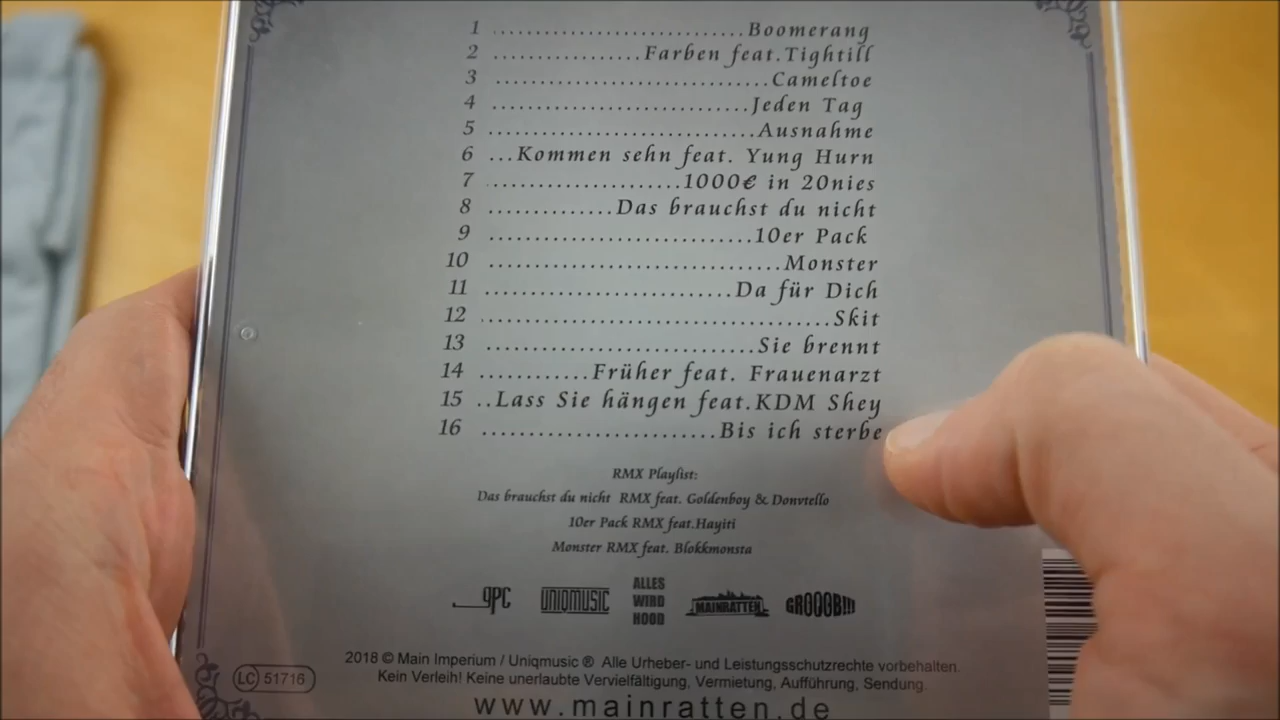 1 ..............................Boomerang
2 .................Farben feat.Tightill
3 ................................Cameltoe
4 ..............................Jeden Tag
5 ...............................Ausnahme
6 ...Kommen sehn feat. Yung Hurn
7 ......................1000€ in 20nies
8 ..............Das brauchst du nicht
9 ...............................10er Pack
10 ..................................Monster
11 .............................Da für Dich
12 ........................................Skit
13 ...............................Sie brennt
14 ............Früher feat. Frauenarzt
15 ..Lass Sie hängen feat.KDM Shey
16 ...........................Bis ich sterbe
RMX Playlist:
Das brauchst du nicht RMX feat. Goldenboy & Donvtello
10er Pack RMX feat.Hayiti
Monster RMX feat. Blokkmonsta
gPC UNIQMUSIC ALLES WIRD HOOD MAINRATTEN GROOOB!!!
2018 © Main Imperium / Uniqmusic ® Alle Urheber- und Leistungsschutzrechte vorbehalten.
Kein Verleih! Keine unerlaubte Vervielfältigung, Vermietung, Aufführung, Sendung.
LC 51716
www.mainratten.de